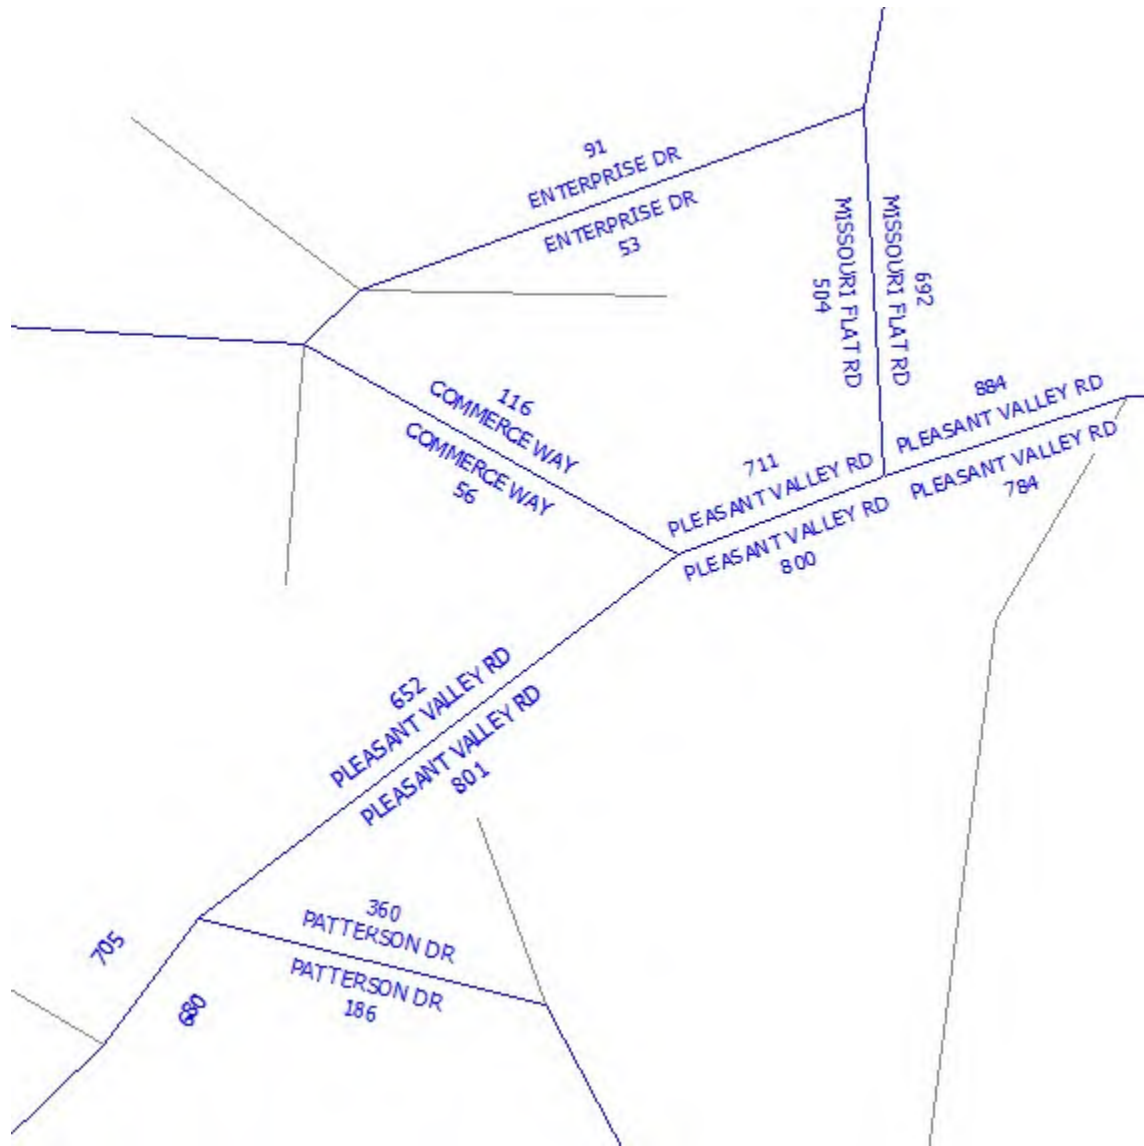 91
ENTERPRISE DR
ENTERPRISE DR
53
MISSOURI FLAT RD
504
692
MISSOURI FLAT RD
116
COMMERCE WAY
COMMERCE WAY
56
884
PLEASANT VALLEY RD
PLEASANT VALLEY RD
784
711
PLEASANT VALLEY RD
PLEASANT VALLEY RD
800
652
PLEASANT VALLEY RD
PLEASANT VALLEY RD
801
360
PATTERSON DR
PATTERSON DR
186
705
680